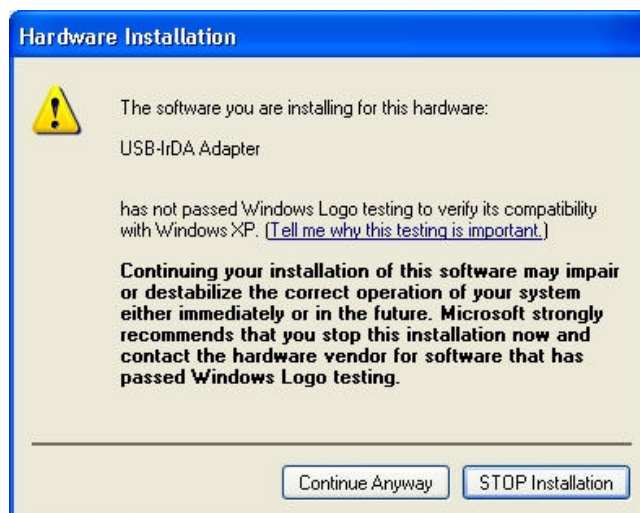 Hardware Installation
The software you are installing for this hardware:
USB-IrDA Adapter
has not passed Windows Logo testing to verify its compatibility
with Windows XP. (Tell me why this testing is important.)
Continuing your installation of this software may impair
or destabilize the correct operation of your system
either immediately or in the future. Microsoft strongly
recommends that you stop this installation now and
contact the hardware vendor for software that has
passed Windows Logo testing.
Continue Anyway
STOP Installation